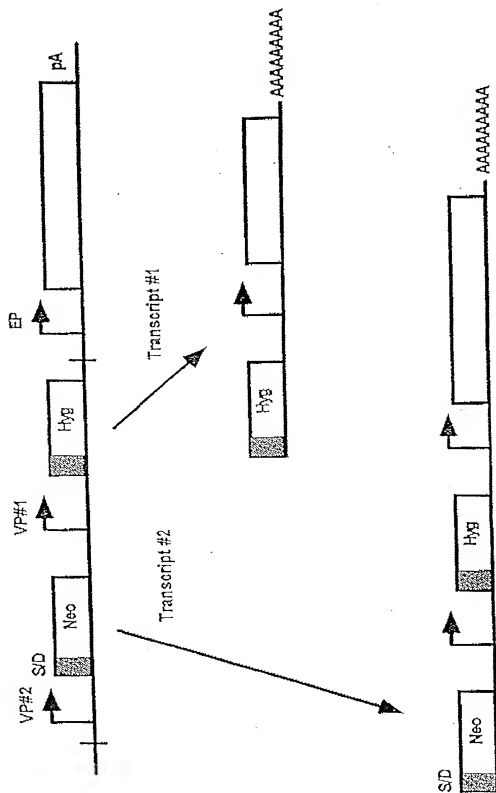 VP#2
S/D
Neo
VP#1
Hyg
EP
pA
Transcript #1
Hyg
AAAAAAAAA
Transcript #2
S/D
Neo
Hyg
AAAAAAAAA